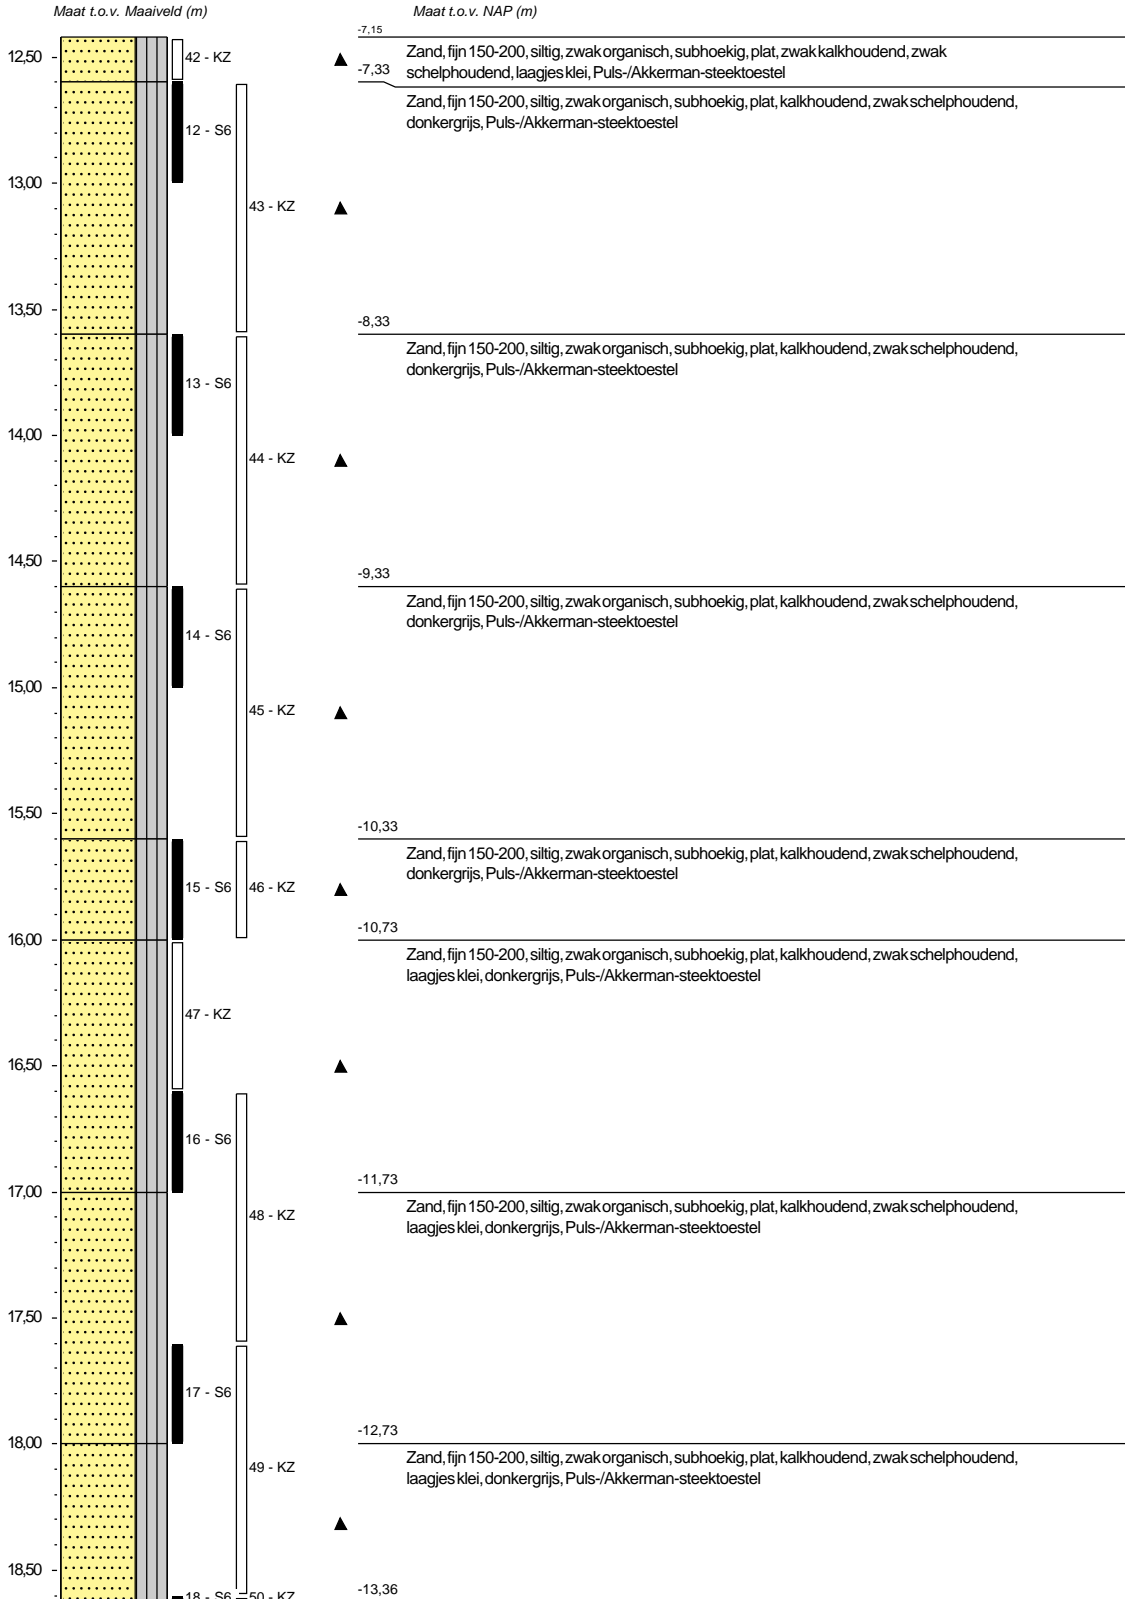 Maat t.o.v. Maaiveld (m)
Maat t.o.v. NAP (m)
-7,15
12,50
42 - KZ
Zand, fijn 150-200, siltig, zwak organisch, subhoekig, plat, zwak kalkhoudend, zwak
schelphoudend, laagjes klei, Puls-/Akkerman-steektoestel
-7,33
Zand, fijn 150-200, siltig, zwak organisch, subhoekig, plat, kalkhoudend, zwak schelphoudend,
donkergrijs, Puls-/Akkerman-steektoestel
12 - S6
13,00
43 - KZ
13,50
-8,33
Zand, fijn 150-200, siltig, zwak organisch, subhoekig, plat, kalkhoudend, zwak schelphoudend,
donkergrijs, Puls-/Akkerman-steektoestel
13 - S6
14,00
44 - KZ
14,50
-9,33
Zand, fijn 150-200, siltig, zwak organisch, subhoekig, plat, kalkhoudend, zwak schelphoudend,
donkergrijs, Puls-/Akkerman-steektoestel
14 - S6
15,00
45 - KZ
15,50
-10,33
Zand, fijn 150-200, siltig, zwak organisch, subhoekig, plat, kalkhoudend, zwak schelphoudend,
donkergrijs, Puls-/Akkerman-steektoestel
15 - S6
46 - KZ
-10,73
16,00
Zand, fijn 150-200, siltig, zwak organisch, subhoekig, plat, kalkhoudend, zwak schelphoudend,
laagjes klei, donkergrijs, Puls-/Akkerman-steektoestel
47 - KZ
16,50
16 - S6
-11,73
17,00
Zand, fijn 150-200, siltig, zwak organisch, subhoekig, plat, kalkhoudend, zwak schelphoudend,
laagjes klei, donkergrijs, Puls-/Akkerman-steektoestel
48 - KZ
17,50
17 - S6
-12,73
18,00
Zand, fijn 150-200, siltig, zwak organisch, subhoekig, plat, kalkhoudend, zwak schelphoudend,
laagjes klei, donkergrijs, Puls-/Akkerman-steektoestel
49 - KZ
18,50
-13,36
18 - S6
50 - KZ